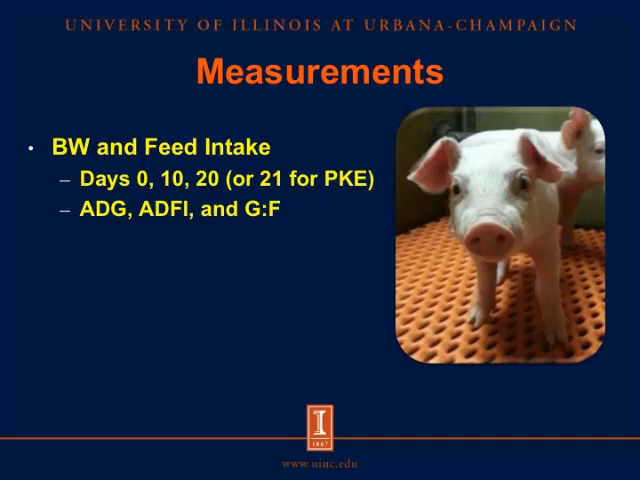 UNIVERSITY OF ILLINOIS AT URBANA-CHAMPAIGN
Measurements
• BW and Feed Intake
– Days 0, 10, 20 (or 21 for PKE)
– ADG, ADFI, and G:F
I
1867
www.uiuc.edu